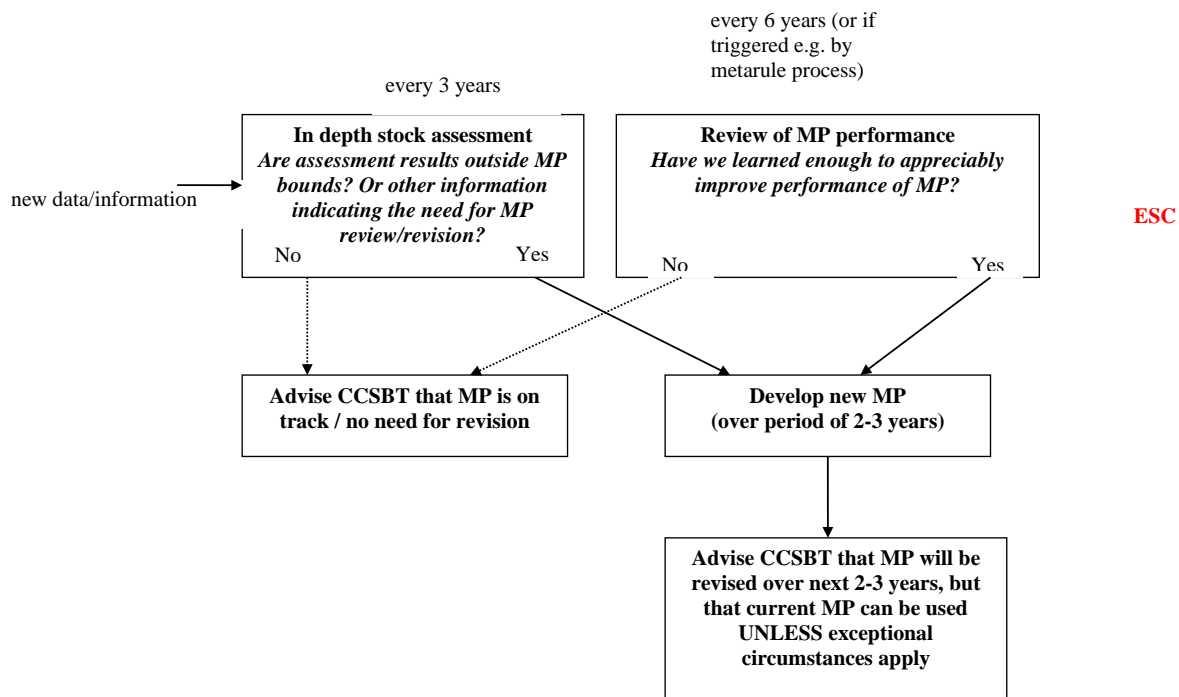 every 6 years (or if
triggered e.g. by
metarule process)
every 3 years
In depth stock assessment
Are assessment results outside MP
bounds? Or other information
indicating the need for MP
review/revision?
No
Yes
Review of MP performance
Have we learned enough to appreciably
improve performance of MP?
No
Yes
new data/information
ESC
Advise CCSBT that MP is on
track / no need for revision
Develop new MP
(over period of 2-3 years)
Advise CCSBT that MP will be
revised over next 2-3 years, but
that current MP can be used
UNLESS exceptional
circumstances apply